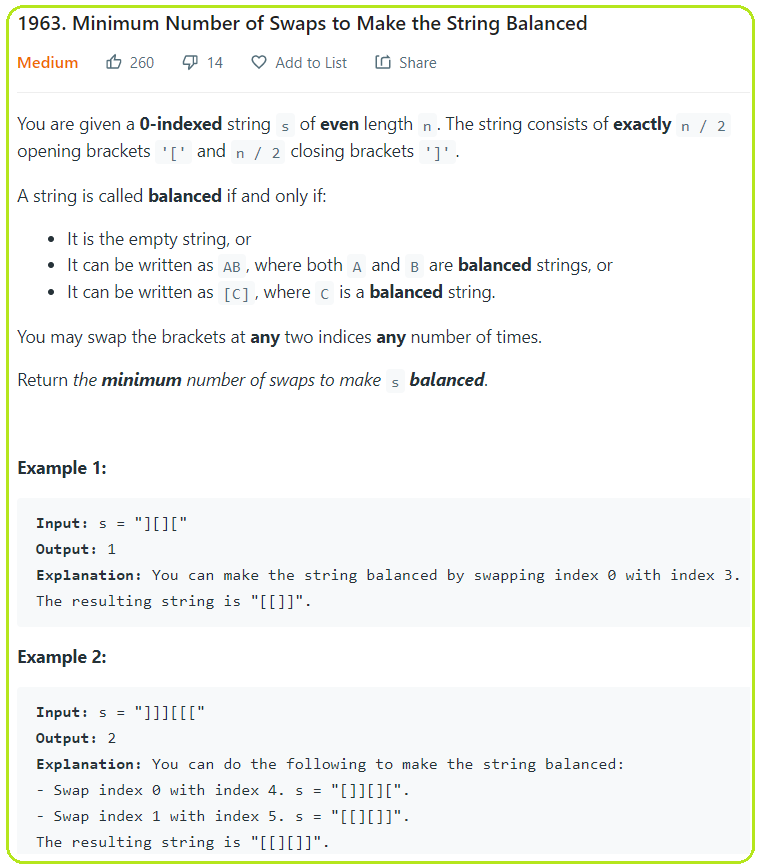 1963. Minimum Number of Swaps to Make the String Balanced
Medium 260 14 Add to List Share
You are given a 0-indexed string s of even length n . The string consists of exactly n / 2
opening brackets '[' and n / 2 closing brackets ']' .
A string is called balanced if and only if:
• It is the empty string, or
• It can be written as AB , where both A and B are balanced strings, or
• It can be written as [C] , where C is a balanced string.
You may swap the brackets at any two indices any number of times.
Return the minimum number of swaps to make s balanced.
Example 1:
Input: s = "][]["
Output: 1
Explanation: You can make the string balanced by swapping index 0 with index 3.
The resulting string is "[[]]".
Example 2:
Input: s = "]]][[["
Output: 2
Explanation: You can do the following to make the string balanced:
- Swap index 0 with index 4. s = "[]][][".
- Swap index 1 with index 5. s = "[[][]]".
The resulting string is "[[][]]".